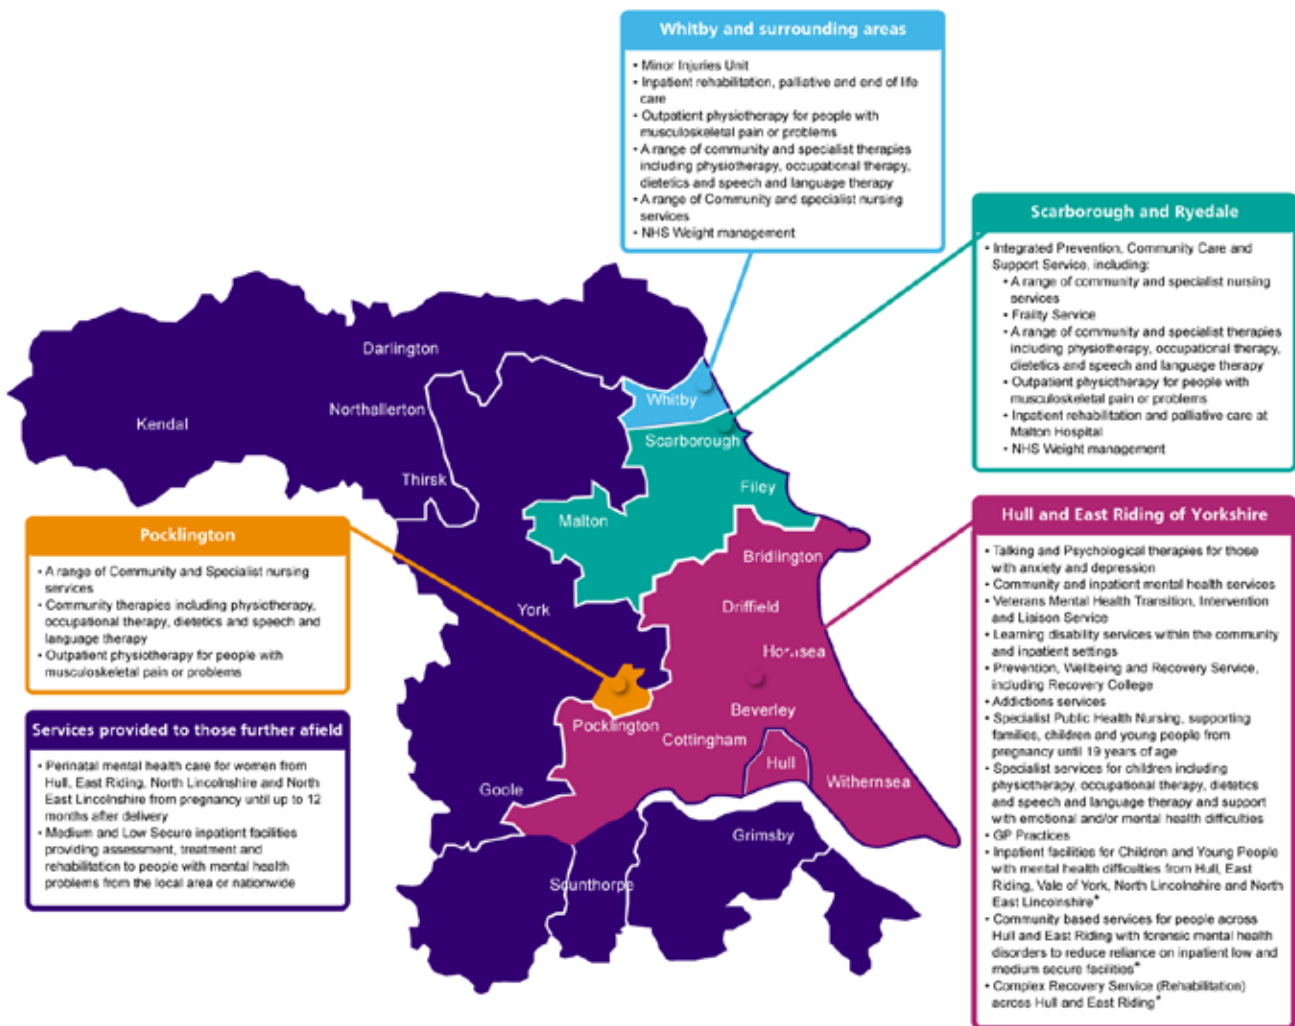 Whitby and surrounding areas
• Minor Injuries Unit
• Inpatient rehabilitation, palliative and end of life
care
• Outpatient physiotherapy for people with
musculoskeletal pain or problems
• A range of community and specialist therapies
including physiotherapy, occupational therapy,
dietetics and speech and language therapy
• A range of Community and specialist nursing
services
• NHS Weight management
Scarborough and Ryedale
• Integrated Prevention, Community Care and
Support Service, including:
• A range of community and specialist nursing
services
• Frailty Service
• A range of community and specialist therapies
including physiotherapy, occupational therapy,
dietetics and speech and language therapy
• Outpatient physiotherapy for people with
musculoskeletal pain or problems
• Inpatient rehabilitation and palliative care at
Malton Hospital
• NHS Weight management
Darlington
Northallerton
Kendal
Whitby
Scarborough
Thirsk
Filey
Malton
Bridlington
York
Driffield
Hornsea
Beverley
Pocklington
Cottingham
Hull
Withernsea
Goole
Grimsby
Scunthorpe
Pocklington
• A range of Community and Specialist nursing
services
• Community therapies including physiotherapy,
occupational therapy, dietetics and speech and
language therapy
• Outpatient physiotherapy for people with
musculoskeletal pain or problems
Services provided to those further afield
• Perinatal mental health care for women from
Hull, East Riding, North Lincolnshire and North
East Lincolnshire from pregnancy until up to 12
months after delivery
• Medium and Low Secure inpatient facilities
providing assessment, treatment and
rehabilitation to people with mental health
problems from the local area or nationwide
Hull and East Riding of Yorkshire
• Talking and Psychological therapies for those
with anxiety and depression
• Community and inpatient mental health services
• Veterans Mental Health Transition, Intervention
and Liaison Service
• Learning disability services within the community
and inpatient settings
• Prevention, Wellbeing and Recovery Service,
including Recovery College
• Addictions services
• Specialist Public Health Nursing, supporting
families, children and young people from
pregnancy until 19 years of age
• Specialist services for children including
physiotherapy, occupational therapy, dietetics
and speech and language therapy and support
with emotional and/or mental health difficulties
• GP Practices
• Inpatient facilities for Children and Young People
with mental health difficulties from Hull, East
Riding, Vale of York, North Lincolnshire and North
East Lincolnshire*
• Community based services for people across
Hull and East Riding with forensic mental health
disorders to reduce reliance on inpatient low and
medium secure facilities*
• Complex Recovery Service (Rehabilitation)
across Hull and East Riding*